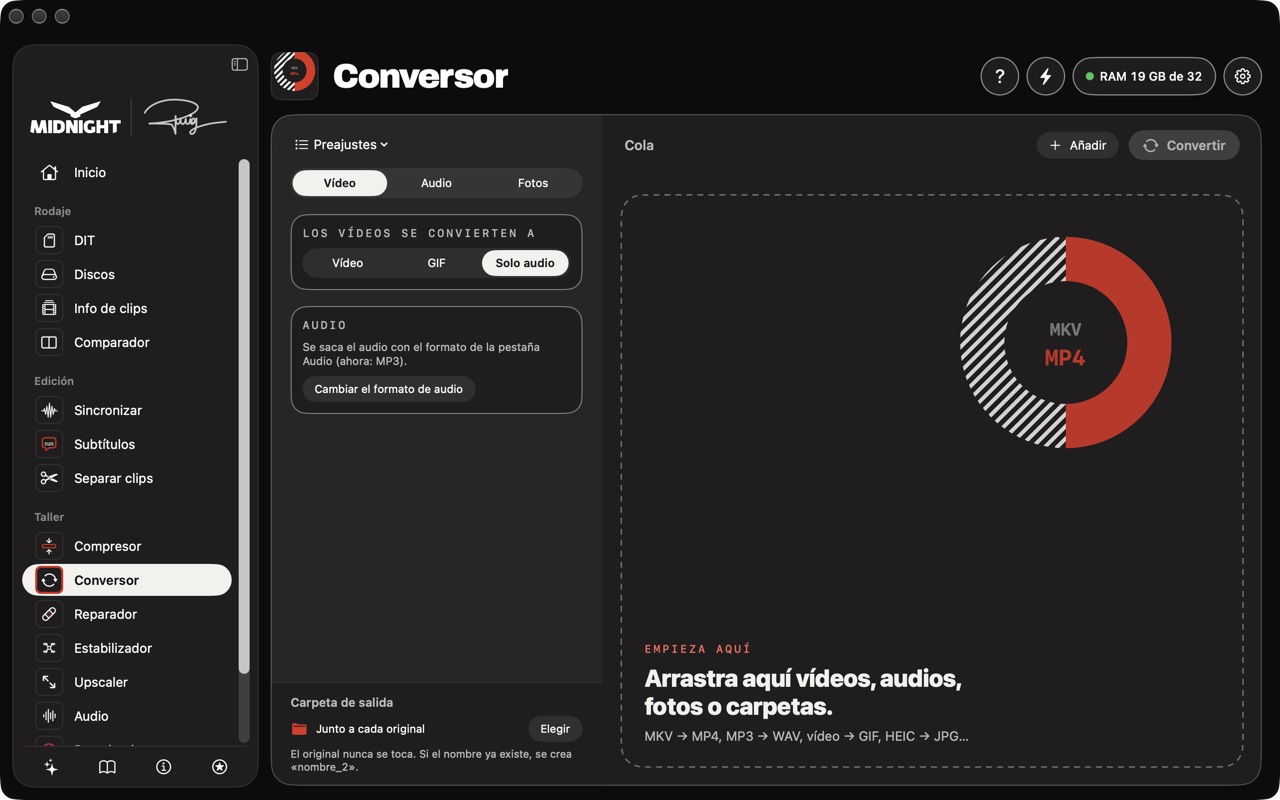 MIDNIGHT
Puig
Inicio
Rodaje
DIT
Discos
Info de clips
Comparador
Edición
Sincronizar
Subtítulos
Separar clips
Taller
Compresor
Conversor
Reparador
Estabilizador
Upscaler
Audio
Conversor
?
RAM 19 GB de 32
Preajustes
Vídeo
Audio
Fotos
LOS VÍDEOS SE CONVIERTEN A
Vídeo
GIF
Solo audio
AUDIO
Se saca el audio con el formato de la pestaña
Audio (ahora: MP3).
Cambiar el formato de audio
Carpeta de salida
Junto a cada original
Elegir
El original nunca se toca. Si el nombre ya existe, se crea
«nombre_2».
Cola
+ Añadir
Convertir
MKV
MP4
EMPIEZA AQUÍ
Arrastra aquí vídeos, audios,
fotos o carpetas.
MKV → MP4, MP3 → WAV, vídeo → GIF, HEIC → JPG...